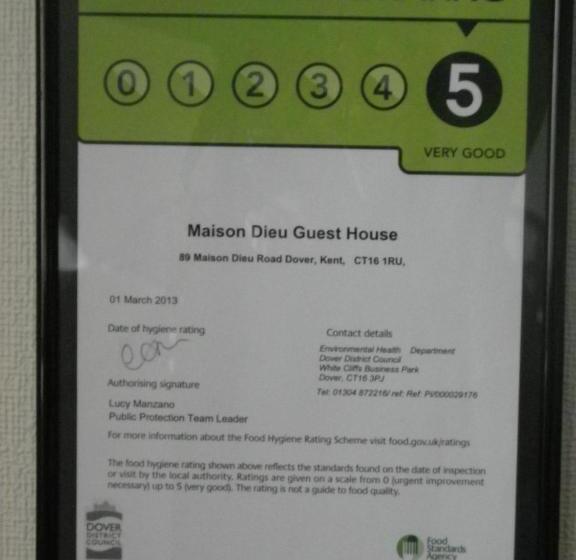 0 1 2 3 4 5
VERY GOOD
Maison Dieu Guest House
89 Maison Dieu Road Dover, Kent, CT16 1RU,
01 March 2013
Date of hygiene rating
Authorising signature
Lucy Manzano
Public Protection Team Leader
Contact details
Environmental Health Department
Dover District Council
White Cliffs Business Park
Dover, CT16 3PJ
Tel: 01304 872216/ ref: Ref: PI/000029176
For more information about the Food Hygiene Rating Scheme visit food.gov.uk/ratings
The food hygiene rating shown above reflects the standards found on the date of inspection
or visit by the local authority. Ratings are given on a scale from 0 (urgent improvement
necessary) up to 5 (very good). The rating is not a guide to food quality.
DOVER
DISTRICT
COUNCIL
Food
Standards
Agency